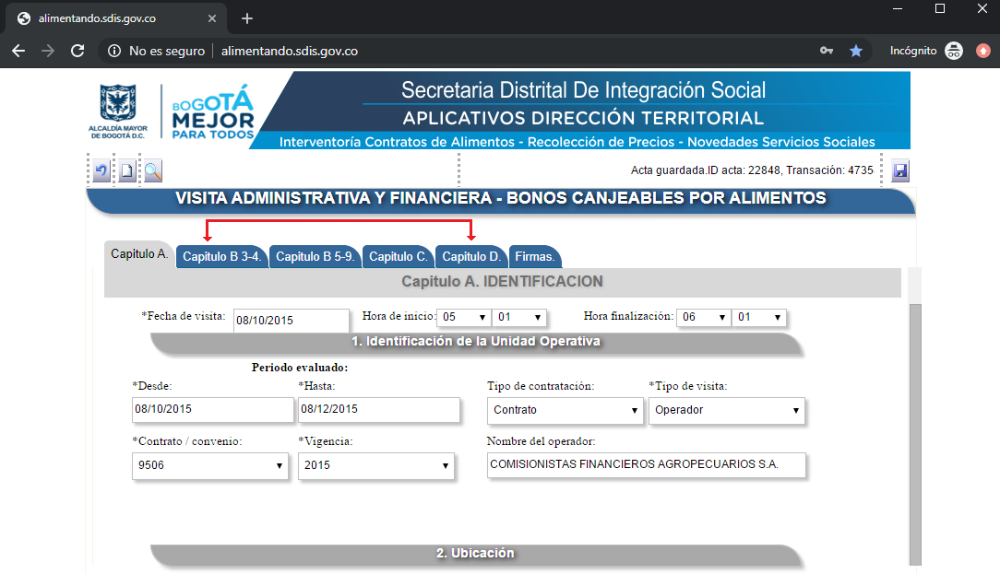 alimentando.sdis.gov.co
No es seguro alimentando.sdis.gov.co Incógnito
ALCALDÍA MAYOR
DE BOGOTÁ D.C.
BOGOTÁ
MEJOR
PARA TODOS
Secretaria Distrital De Integración Social
APLICATIVOS DIRECCIÓN TERRITORIAL
Interventoría Contratos de Alimentos - Recolección de Precios - Novedades Servicios Sociales
Acta guardada.ID acta: 22848, Transación: 4735
VISITA ADMINISTRATIVA Y FINANCIERA - BONOS CANJEABLES POR ALIMENTOS
Capitulo A. Capitulo B 3-4. Capitulo B 5-9. Capitulo C. Capitulo D. Firmas.
Capitulo A. IDENTIFICACION
*Fecha de visita: 08/10/2015 Hora de inicio: 05 01 Hora finalización: 06 01
1. Identificación de la Unidad Operativa
Periodo evaluado:
*Desde: *Hasta: Tipo de contratación: *Tipo de visita:
08/10/2015 08/12/2015 Contrato Operador
*Contrato / convenio: *Vigencia: Nombre del operador:
9506 2015 COMISIONISTAS FINANCIEROS AGROPECUARIOS S.A.
2. Ubicación